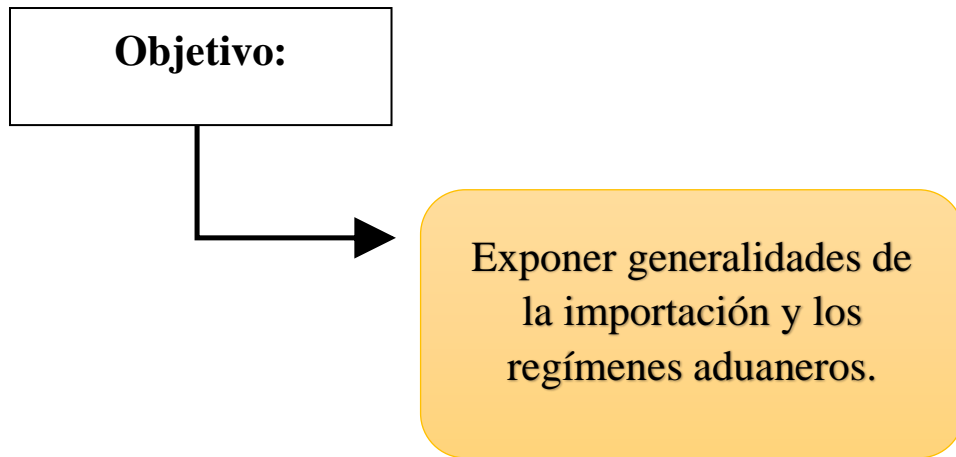 Objetivo:
Exponer generalidades de
la importación y los
regímenes aduaneros.